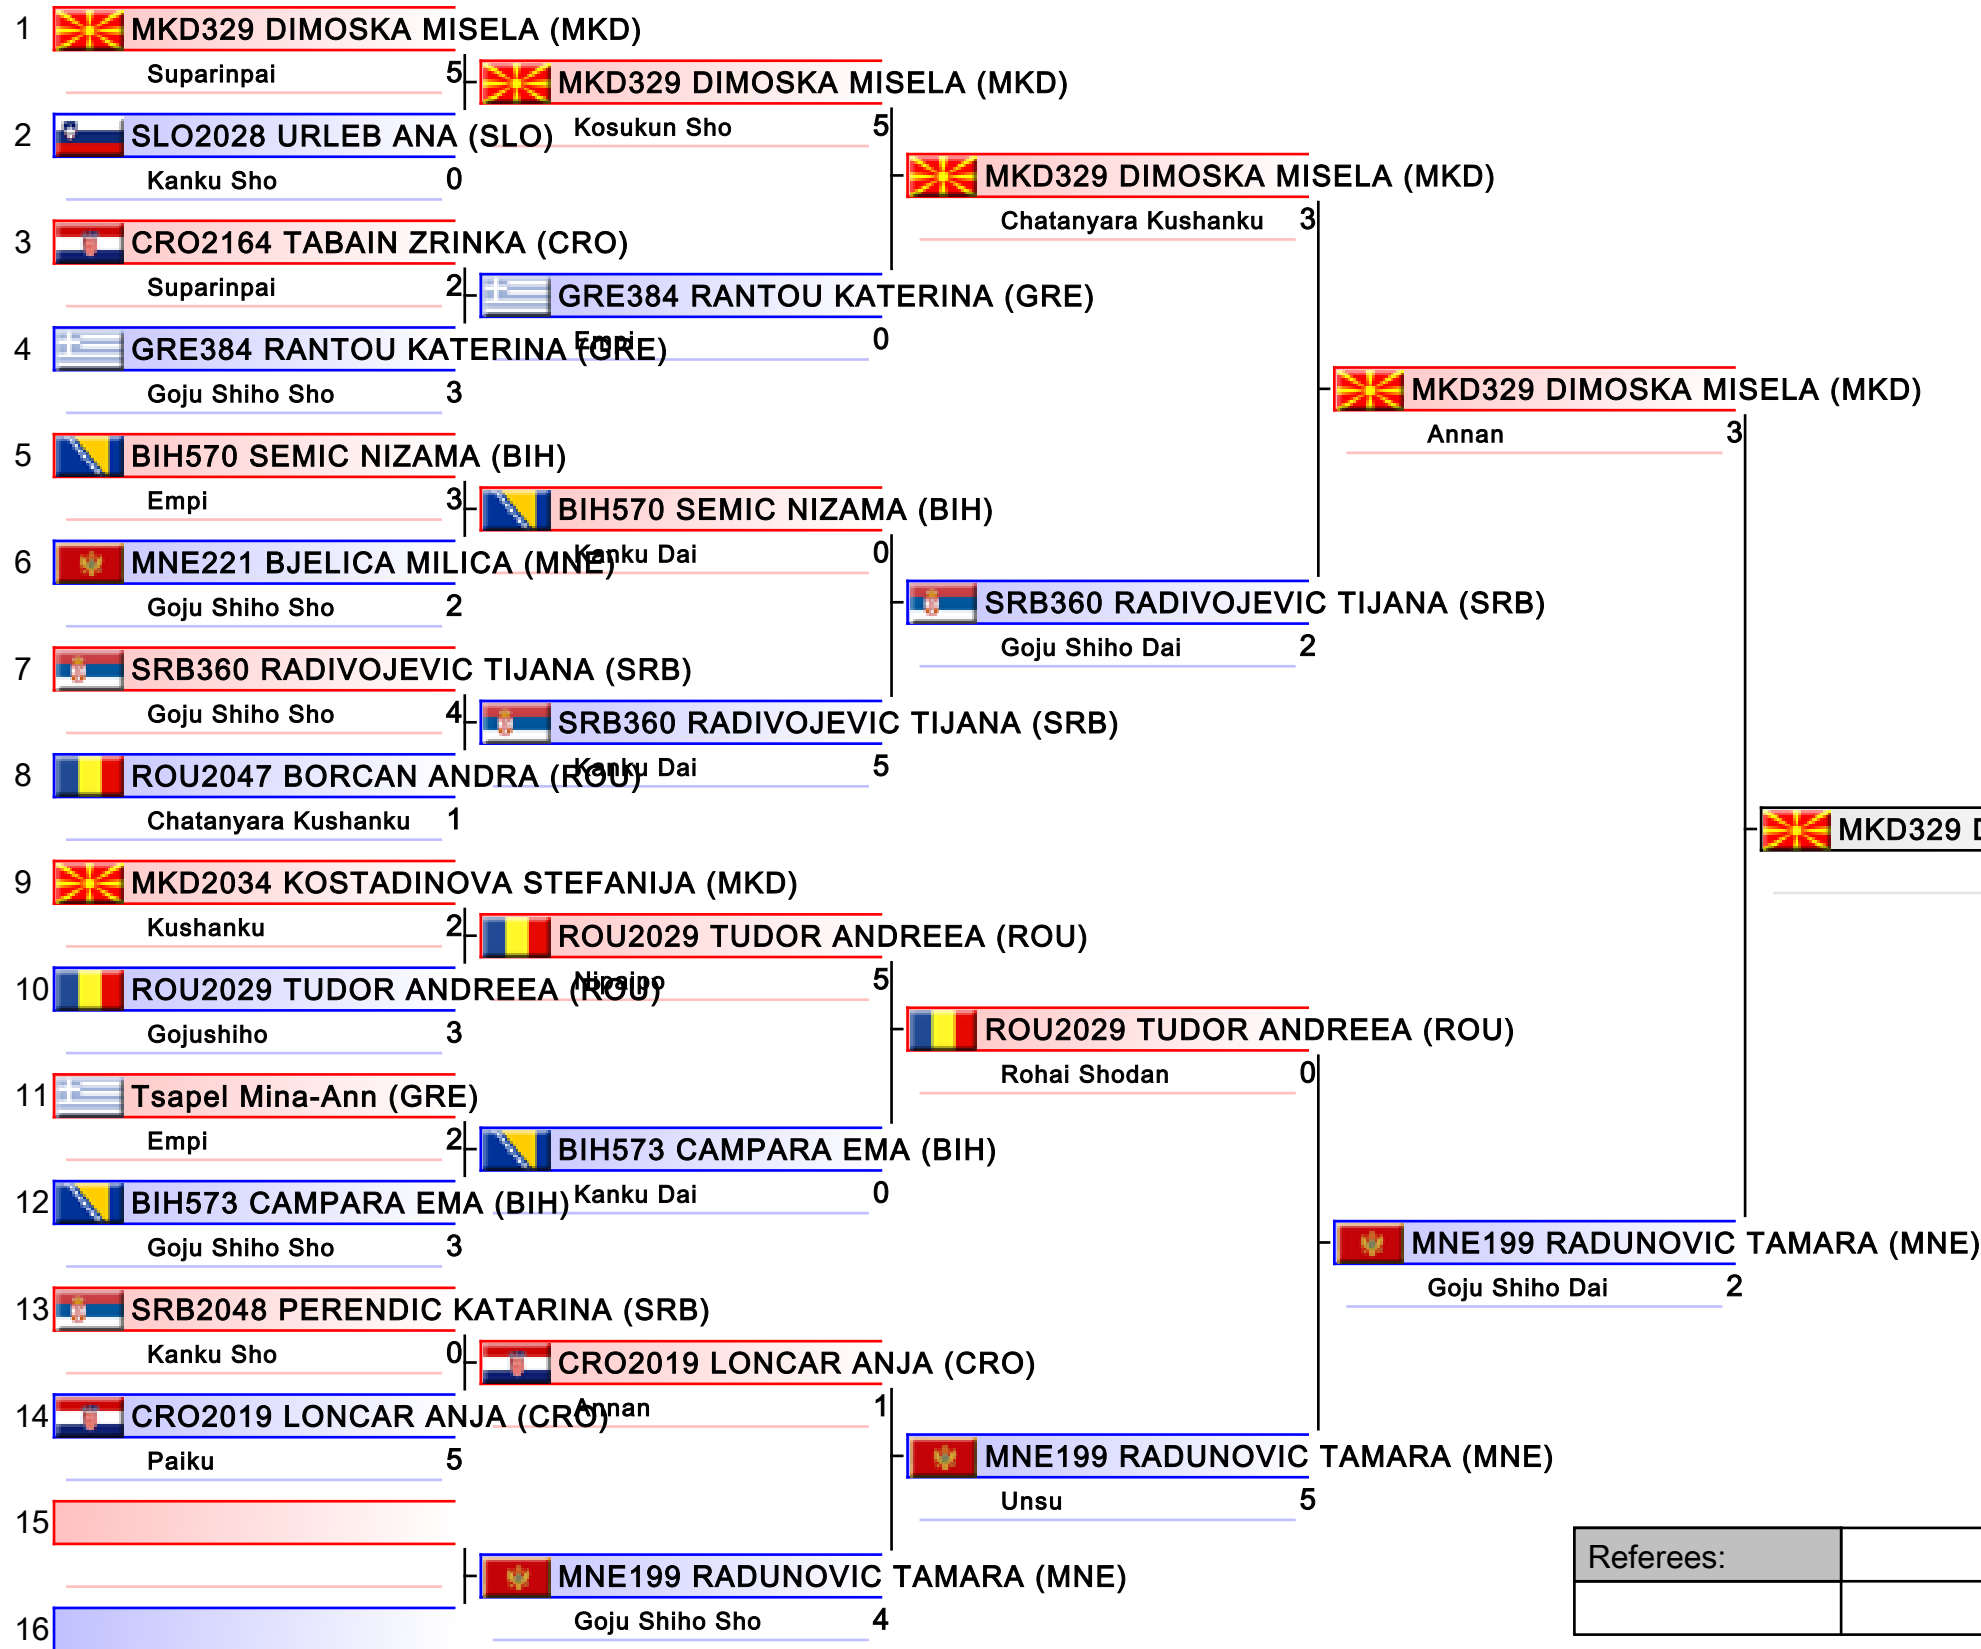 1 MKD329 DIMOSKA MISELA (MKD)
Suparinpai 5
2 SLO2028 URLEB ANA (SLO)
Kanku Sho 0
3 CRO2164 TABAIN ZRINKA (CRO)
Suparinpai 2
4 GRE384 RANTOU KATERINA (GRE)
Goju Shiho Sho 3
5 BIH570 SEMIC NIZAMA (BIH)
Empi 3
6 MNE221 BJELICA MILICA (MNE)
Goju Shiho Sho 2
7 SRB360 RADIVOJEVIC TIJANA (SRB)
Goju Shiho Sho 4
8 ROU2047 BORCAN ANDRA (ROU)
Chatanyara Kushanku 1
9 MKD2034 KOSTADINOVA STEFANIJA (MKD)
Kushanku 2
10 ROU2029 TUDOR ANDREEA (ROU)
Gojushiho 3
11 Tsapel Mina-Ann (GRE)
Empi 2
12 BIH573 CAMPARA EMA (BIH)
Goju Shiho Sho 3
13 SRB2048 PERENDIC KATARINA (SRB)
Kanku Sho 0
14 CRO2019 LONCAR ANJA (CRO)
Paiku 5
15
16
MKD329 DIMOSKA MISELA (MKD)
Kosukun Sho 5
GRE384 RANTOU KATERINA (GRE)
Empi 0
BIH570 SEMIC NIZAMA (BIH)
Kanku Dai 0
SRB360 RADIVOJEVIC TIJANA (SRB)
Kanku Dai 5
ROU2029 TUDOR ANDREEA (ROU)
Nipaipo 5
BIH573 CAMPARA EMA (BIH)
Kanku Dai 0
CRO2019 LONCAR ANJA (CRO)
Annan 1
MNE199 RADUNOVIC TAMARA (MNE)
Goju Shiho Sho 4
MKD329 DIMOSKA MISELA (MKD)
Chatanyara Kushanku 3
SRB360 RADIVOJEVIC TIJANA (SRB)
Goju Shiho Dai 2
ROU2029 TUDOR ANDREEA (ROU)
Rohai Shodan 0
MNE199 RADUNOVIC TAMARA (MNE)
Unsu 5
MKD329 DIMOSKA MISELA (MKD)
Annan 3
MNE199 RADUNOVIC TAMARA (MNE)
Goju Shiho Dai 2
MKD329
Referees: